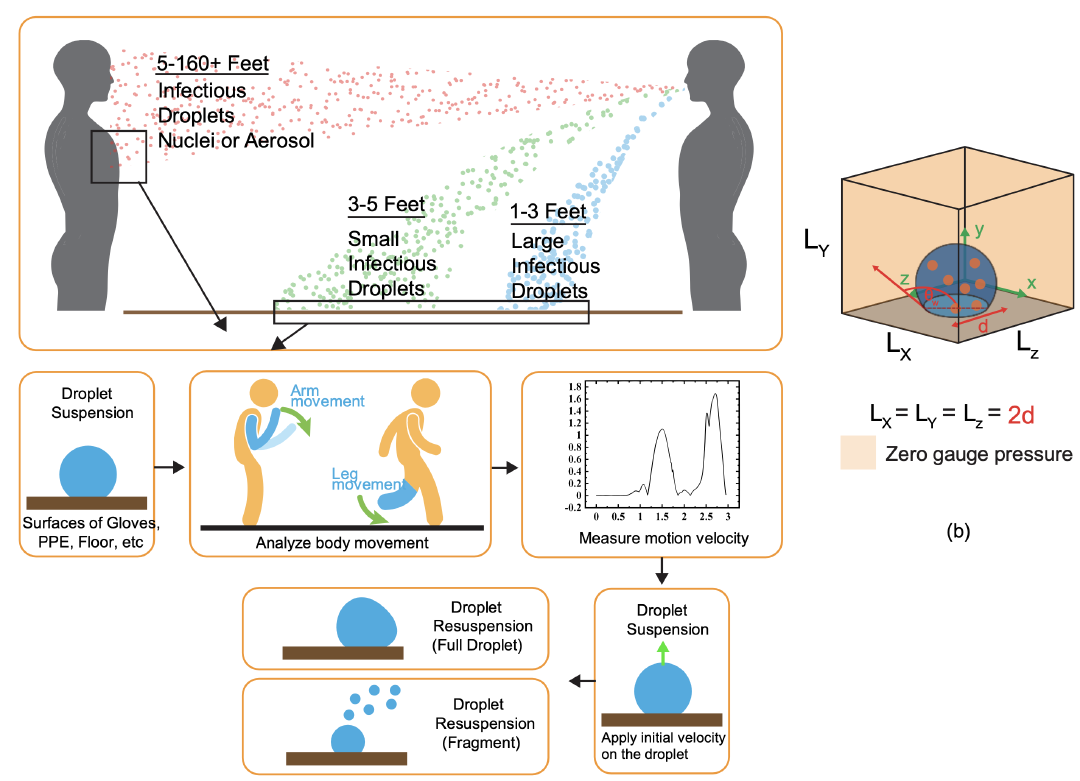 5-160+ Feet
Infectious
Droplets
Nuclei or Aerosol
3-5 Feet
Small
Infectious
Droplets
1-3 Feet
Large
Infectious
Droplets
Droplet
Suspension
Surfaces of Gloves,
PPE, Floor, etc
Arm
movement
Leg
movement
Analyze body movement
1.8
1.6
1.4
1.2
1
0.8
0.6
0.4
0.2
0
-0.2
0 0.5 1 1.5 2 2.5 3
Measure motion velocity
Droplet
Suspension
Apply initial velocity
on the droplet
Droplet
Resuspension
(Full Droplet)
Droplet
Resuspension
(Fragment)
L_Y
y
z
x
d
L_X
L_z
L_X = L_Y = L_z = 2d
Zero gauge pressure
(b)